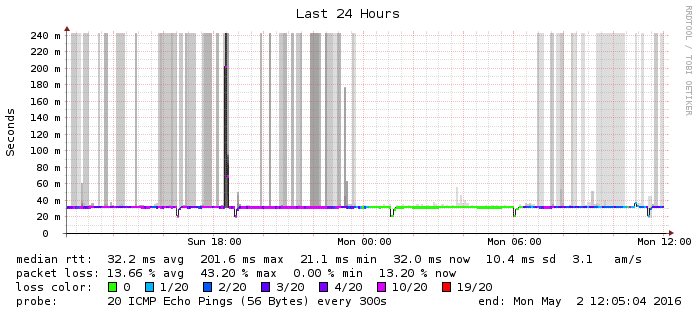 Last 24 Hours
RRDTOOL / TOBI OETIKER
Seconds
240 m
220 m
200 m
180 m
160 m
140 m
120 m
100 m
80 m
60 m
40 m
20 m
0
Sun 18:00 Mon 00:00 Mon 06:00 Mon 12:00
median rtt: 32.2 ms avg 201.6 ms max 21.1 ms min 32.0 ms now 10.4 ms sd 3.1 am/s
packet loss: 13.66 % avg 43.20 % max 0.00 % min 13.20 % now
loss color: 0 1/20 2/20 3/20 4/20 10/20 19/20
probe: 20 ICMP Echo Pings (56 Bytes) every 300s end: Mon May 2 12:05:04 2016